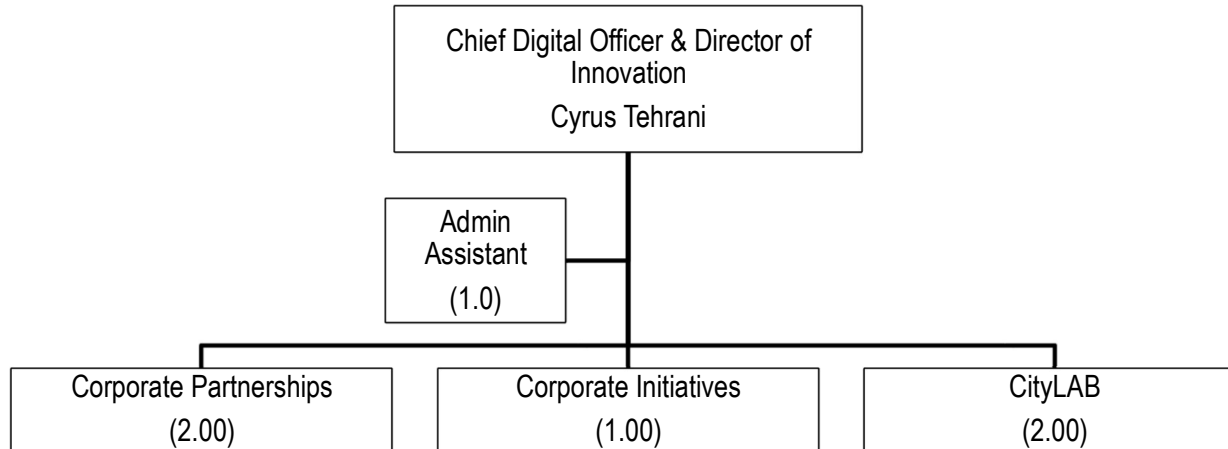 Chief Digital Officer & Director of
Innovation
Cyrus Tehrani
Admin
Assistant
(1.0)
Corporate Partnerships
(2.00)
Corporate Initiatives
(1.00)
CityLAB
(2.00)